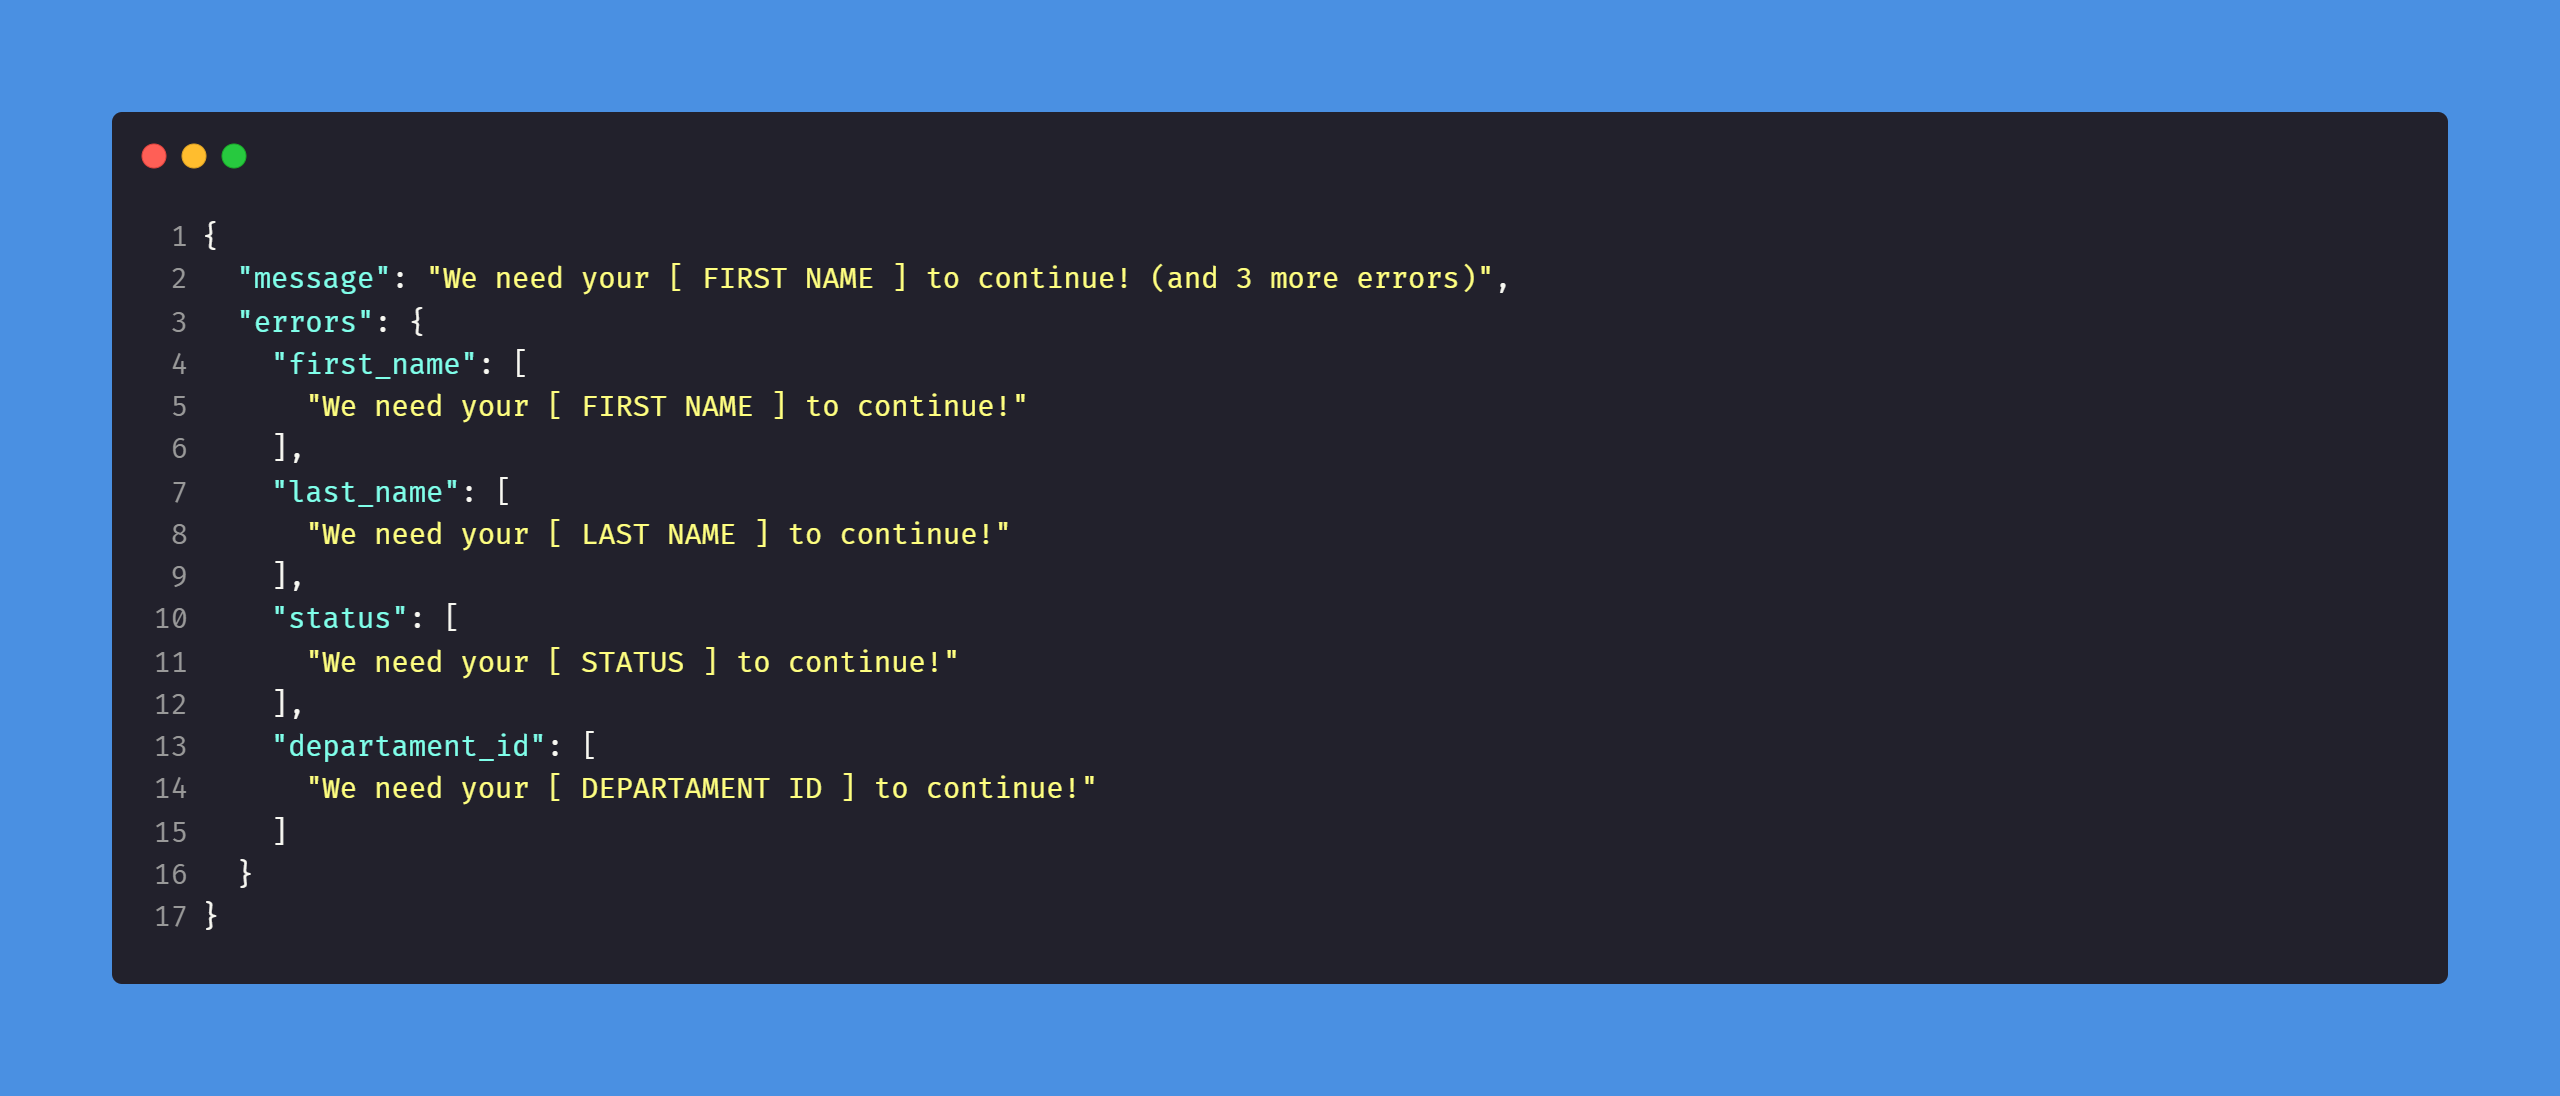 1 {
2   "message": "We need your [ FIRST NAME ] to continue! (and 3 more errors)",
3   "errors": {
4     "first_name": [
5       "We need your [ FIRST NAME ] to continue!"
6     ],
7     "last_name": [
8       "We need your [ LAST NAME ] to continue!"
9     ],
10     "status": [
11       "We need your [ STATUS ] to continue!"
12     ],
13     "departament_id": [
14       "We need your [ DEPARTAMENT ID ] to continue!"
15     ]
16   }
17 }